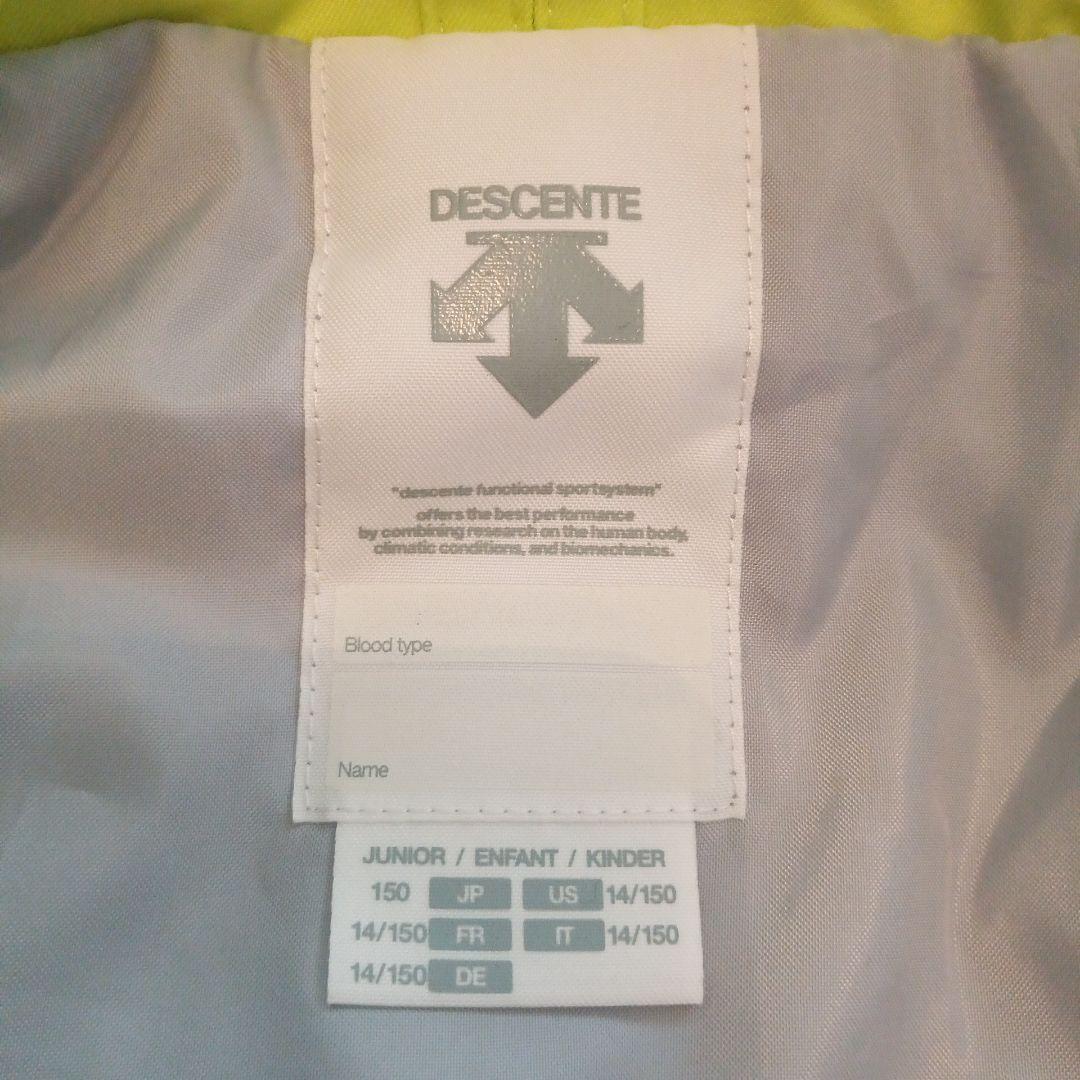 DESCENTE
"descente functional sportsystem"
offers the best performance
by combining research on the human body,
climatic conditions, and biomechanics.
Blood type
Name
JUNIOR / ENFANT / KINDER
150 JP US 14/150
14/150 FR IT 14/150
14/150 DE